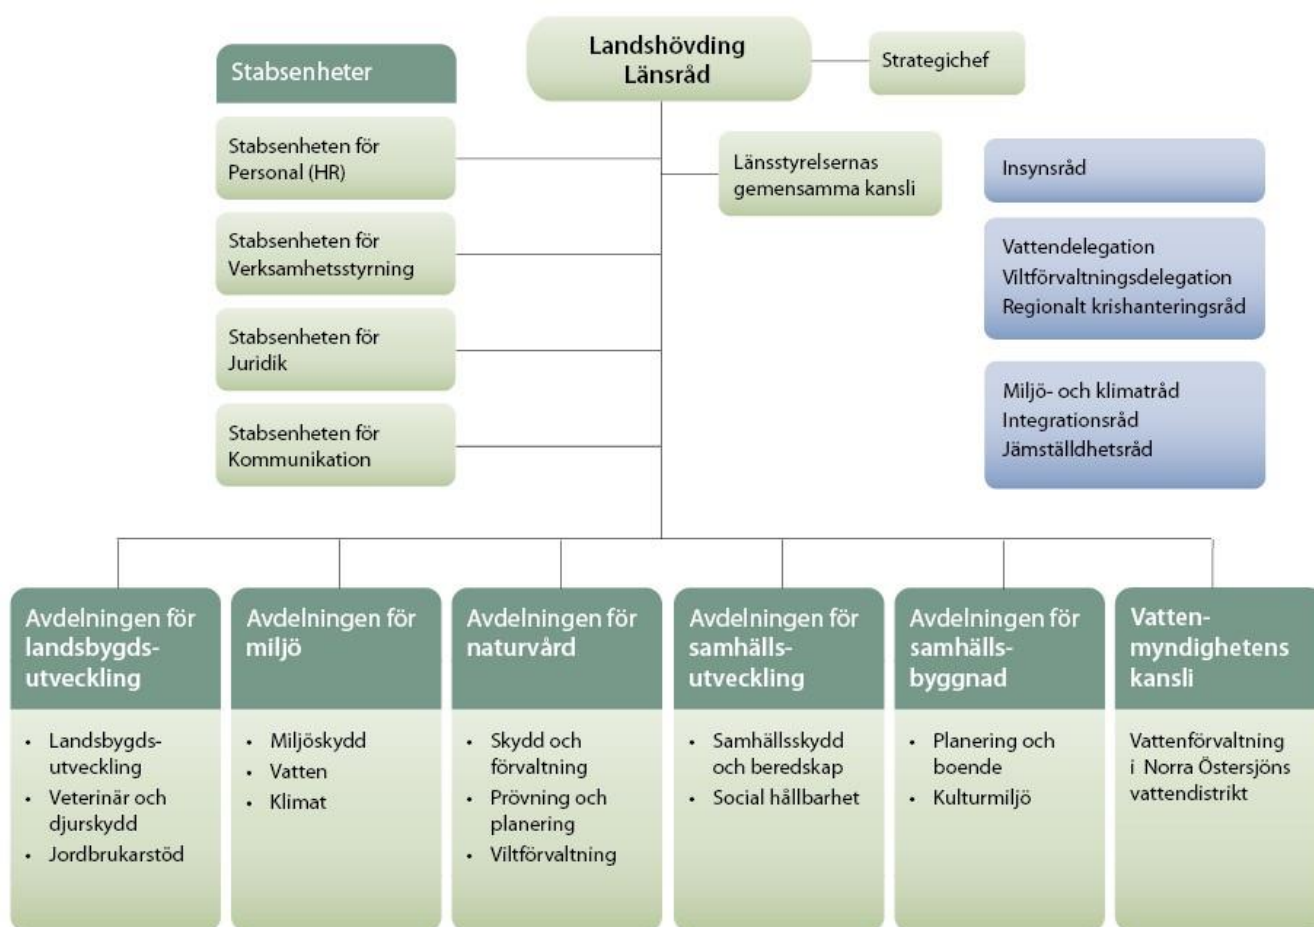 Landshövding
Länsråd
Strategichef
Stabsenheter
Stabsenheten för
Personal (HR)
Stabsenheten för
Verksamhetsstyrning
Stabsenheten för
Juridik
Stabsenheten för
Kommunikation
Länsstyrelsernas
gemensamma kansli
Insynsråd
Vattendelegation
Viltförvaltningsdelegation
Regionalt krishanteringsråd
Miljö- och klimatråd
Integrationsråd
Jämställdhetsråd
Avdelningen för
landsbygds-
utveckling
• Landsbygds-
utveckling
• Veterinär och
djurskydd
• Jordbrukarstöd
Avdelningen för
miljö
• Miljöskydd
• Vatten
• Klimat
Avdelningen för
naturvård
• Skydd och
förvaltning
• Prövning och
planering
• Viltförvaltning
Avdelningen för
samhälls-
utveckling
• Samhällsskydd
och beredskap
• Social hållbarhet
Avdelningen för
samhälls-
byggnad
• Planering och
boende
• Kulturmiljö
Vatten-
myndighetens
kansli
Vattenförvaltning
i Norra Östersjöns
vattendistrikt